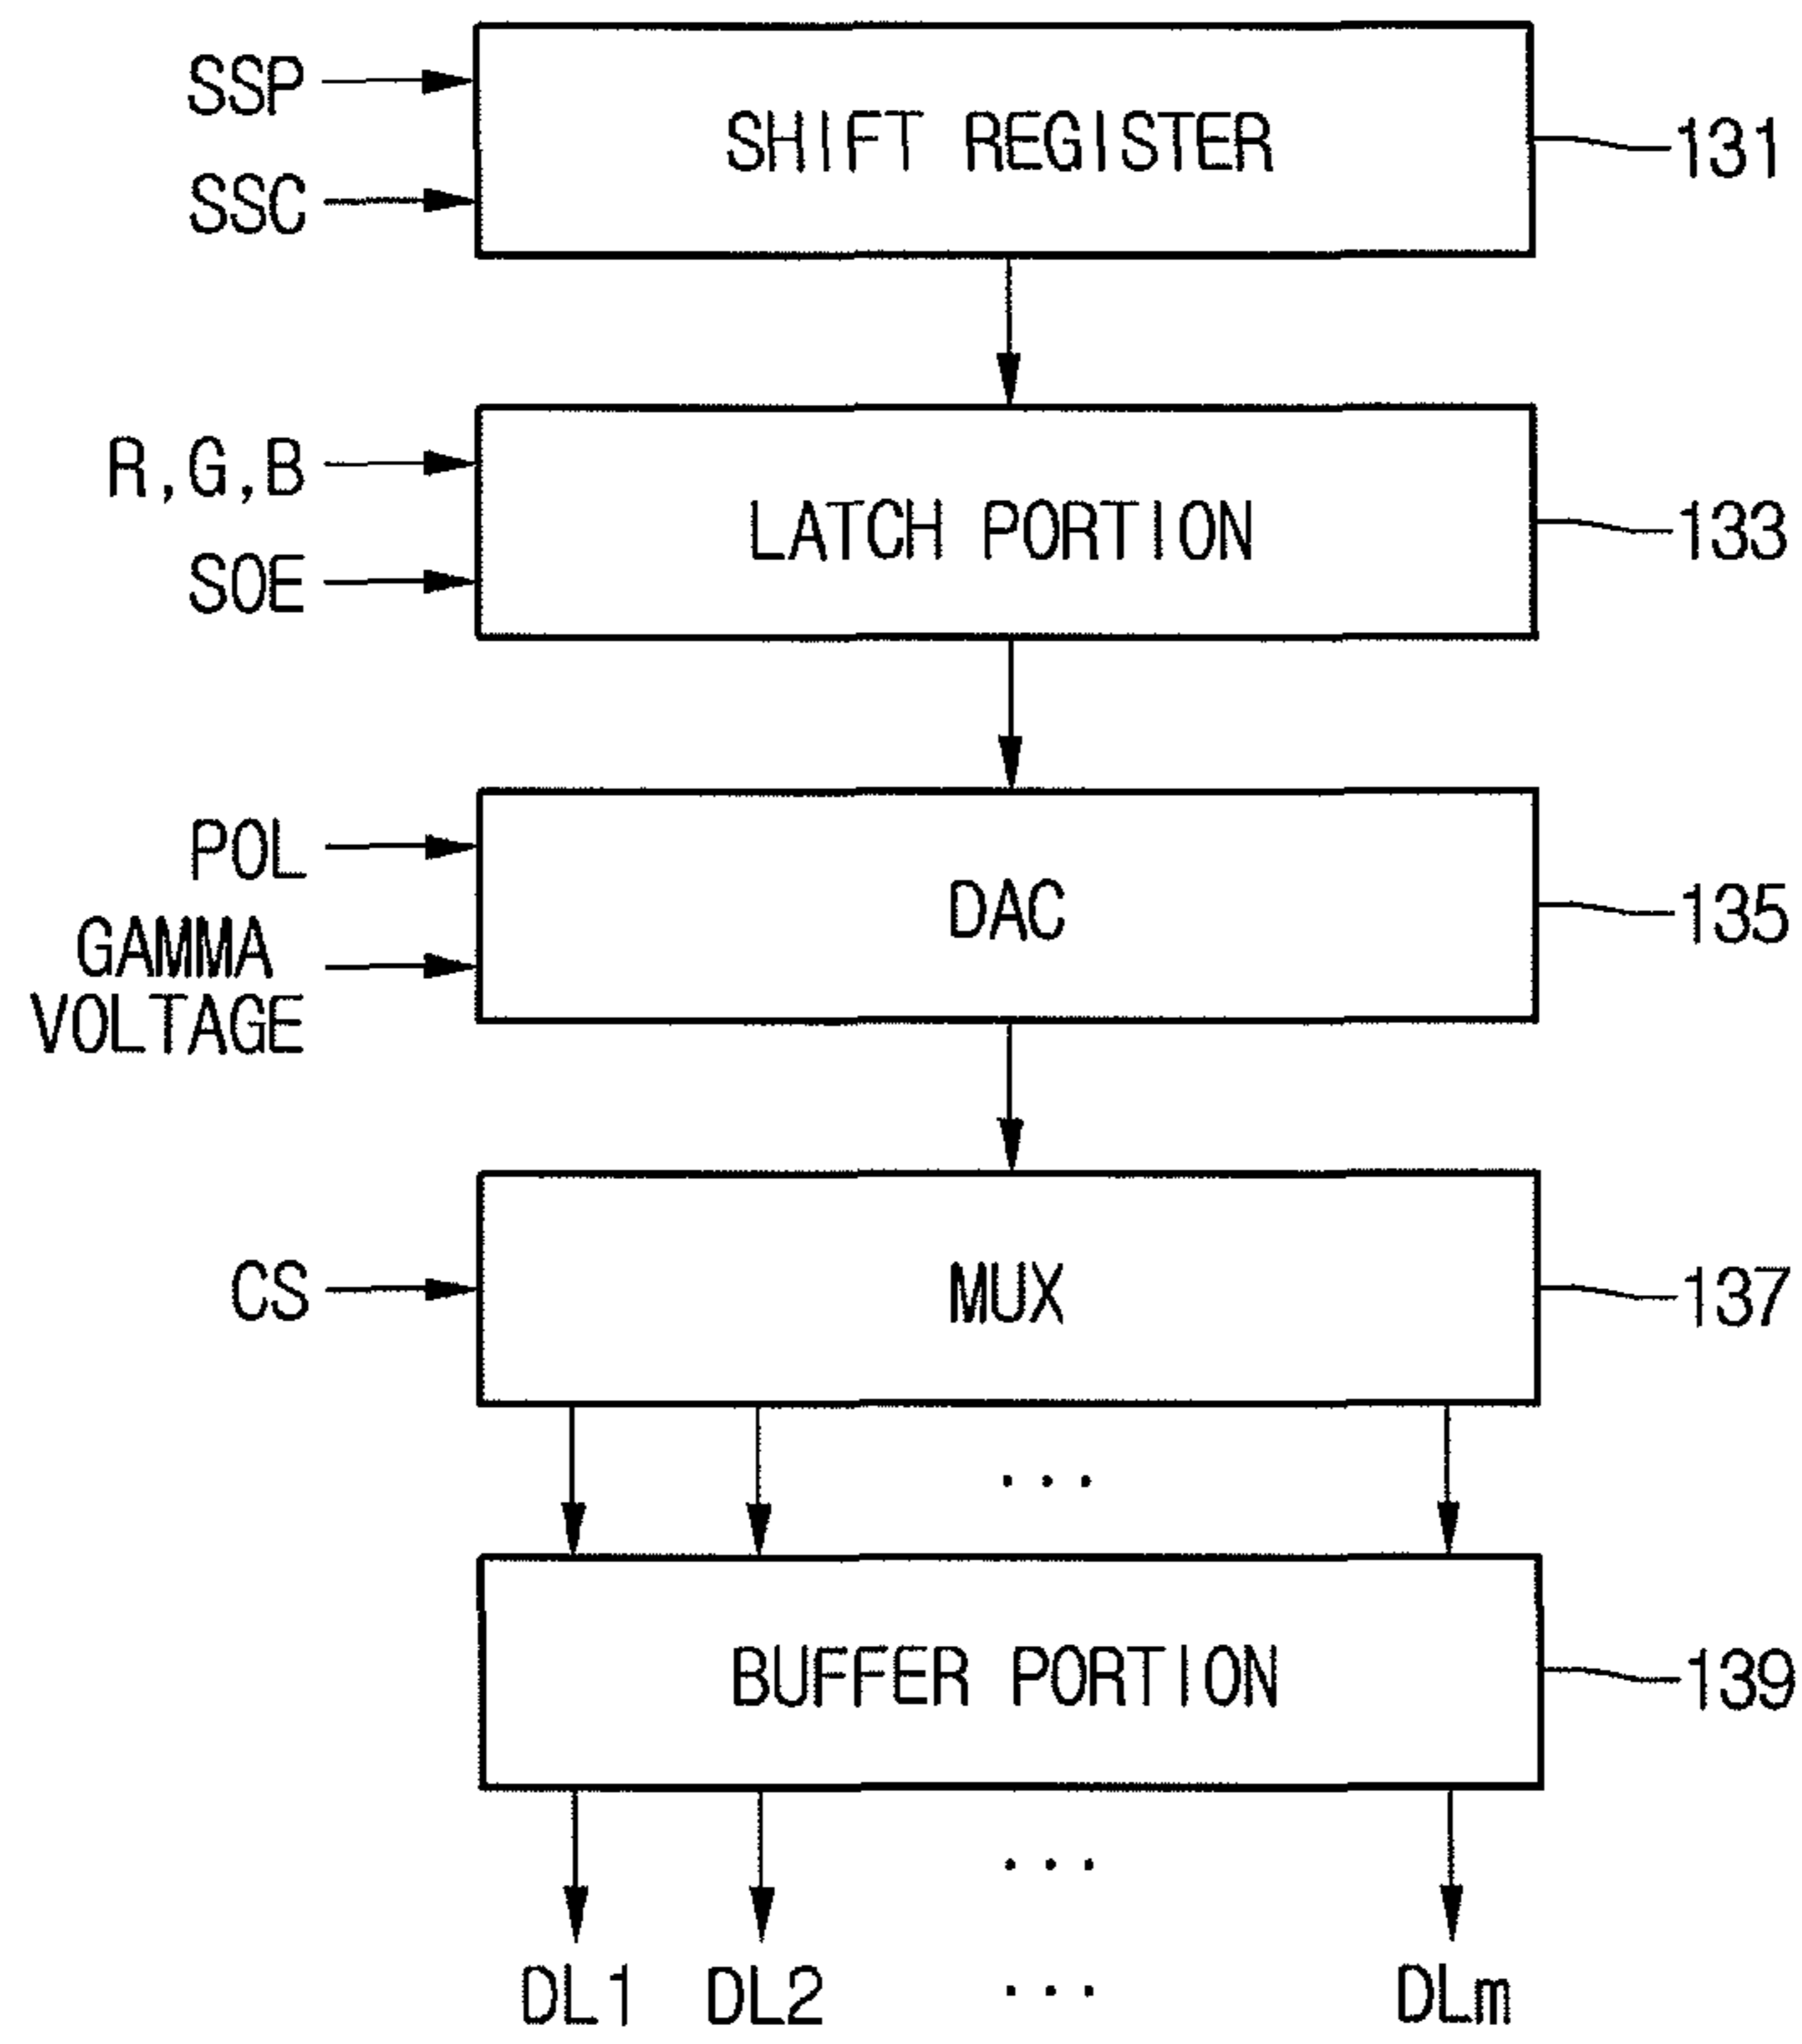 SSP
SSC
SHIFT REGISTER
131
R,G,B
SOE
LATCH PORTION
133
POL
GAMMA
VOLTAGE
DAC
135
CS
MUX
137
...
BUFFER PORTION
139
...
DL1 DL2 ... DLm